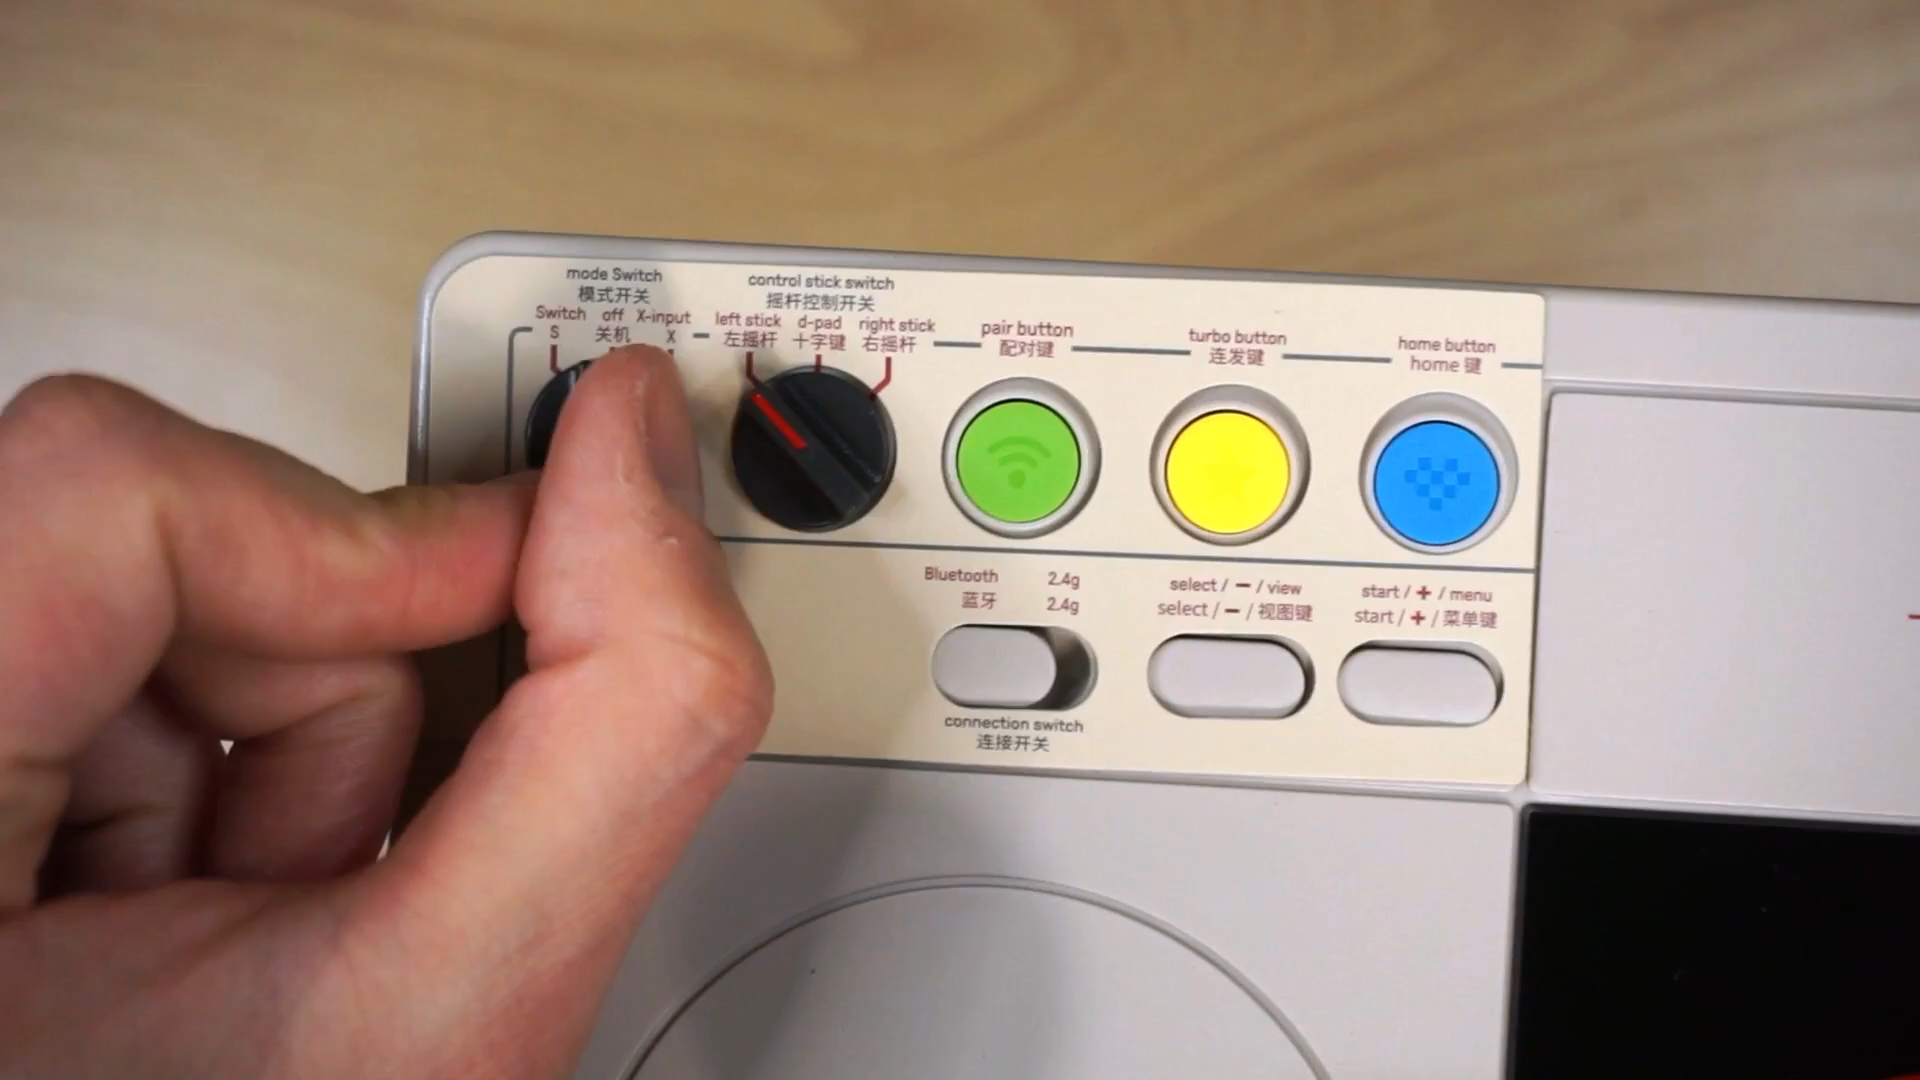 mode Switch
模式开关
Switch off X-input
S 关机 X
control stick switch
摇杆控制开关
left stick d-pad right stick
左摇杆 十字键 右摇杆
pair button
配对键
turbo button
连发键
home button
home 键
Bluetooth 2.4g
蓝牙 2.4g
connection switch
连接开关
select / − / view
select / − / 视图键
start / + / menu
start / + / 菜单键